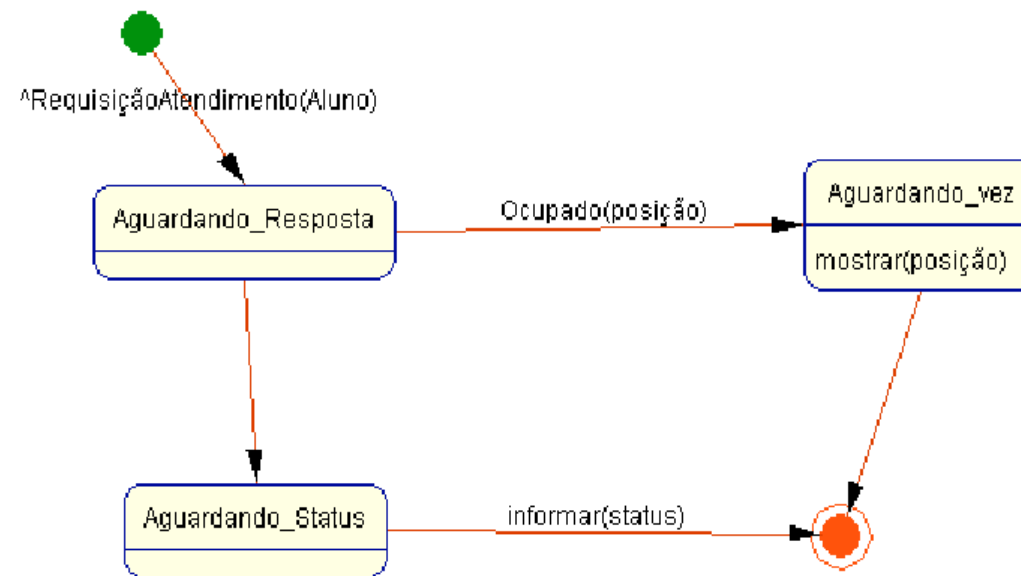 ^RequisiçãoAtendimento(Aluno)
Aguardando_Resposta
Ocupado(posição)
Aguardando_vez
mostrar(posição)
Aguardando_Status
informar(status)